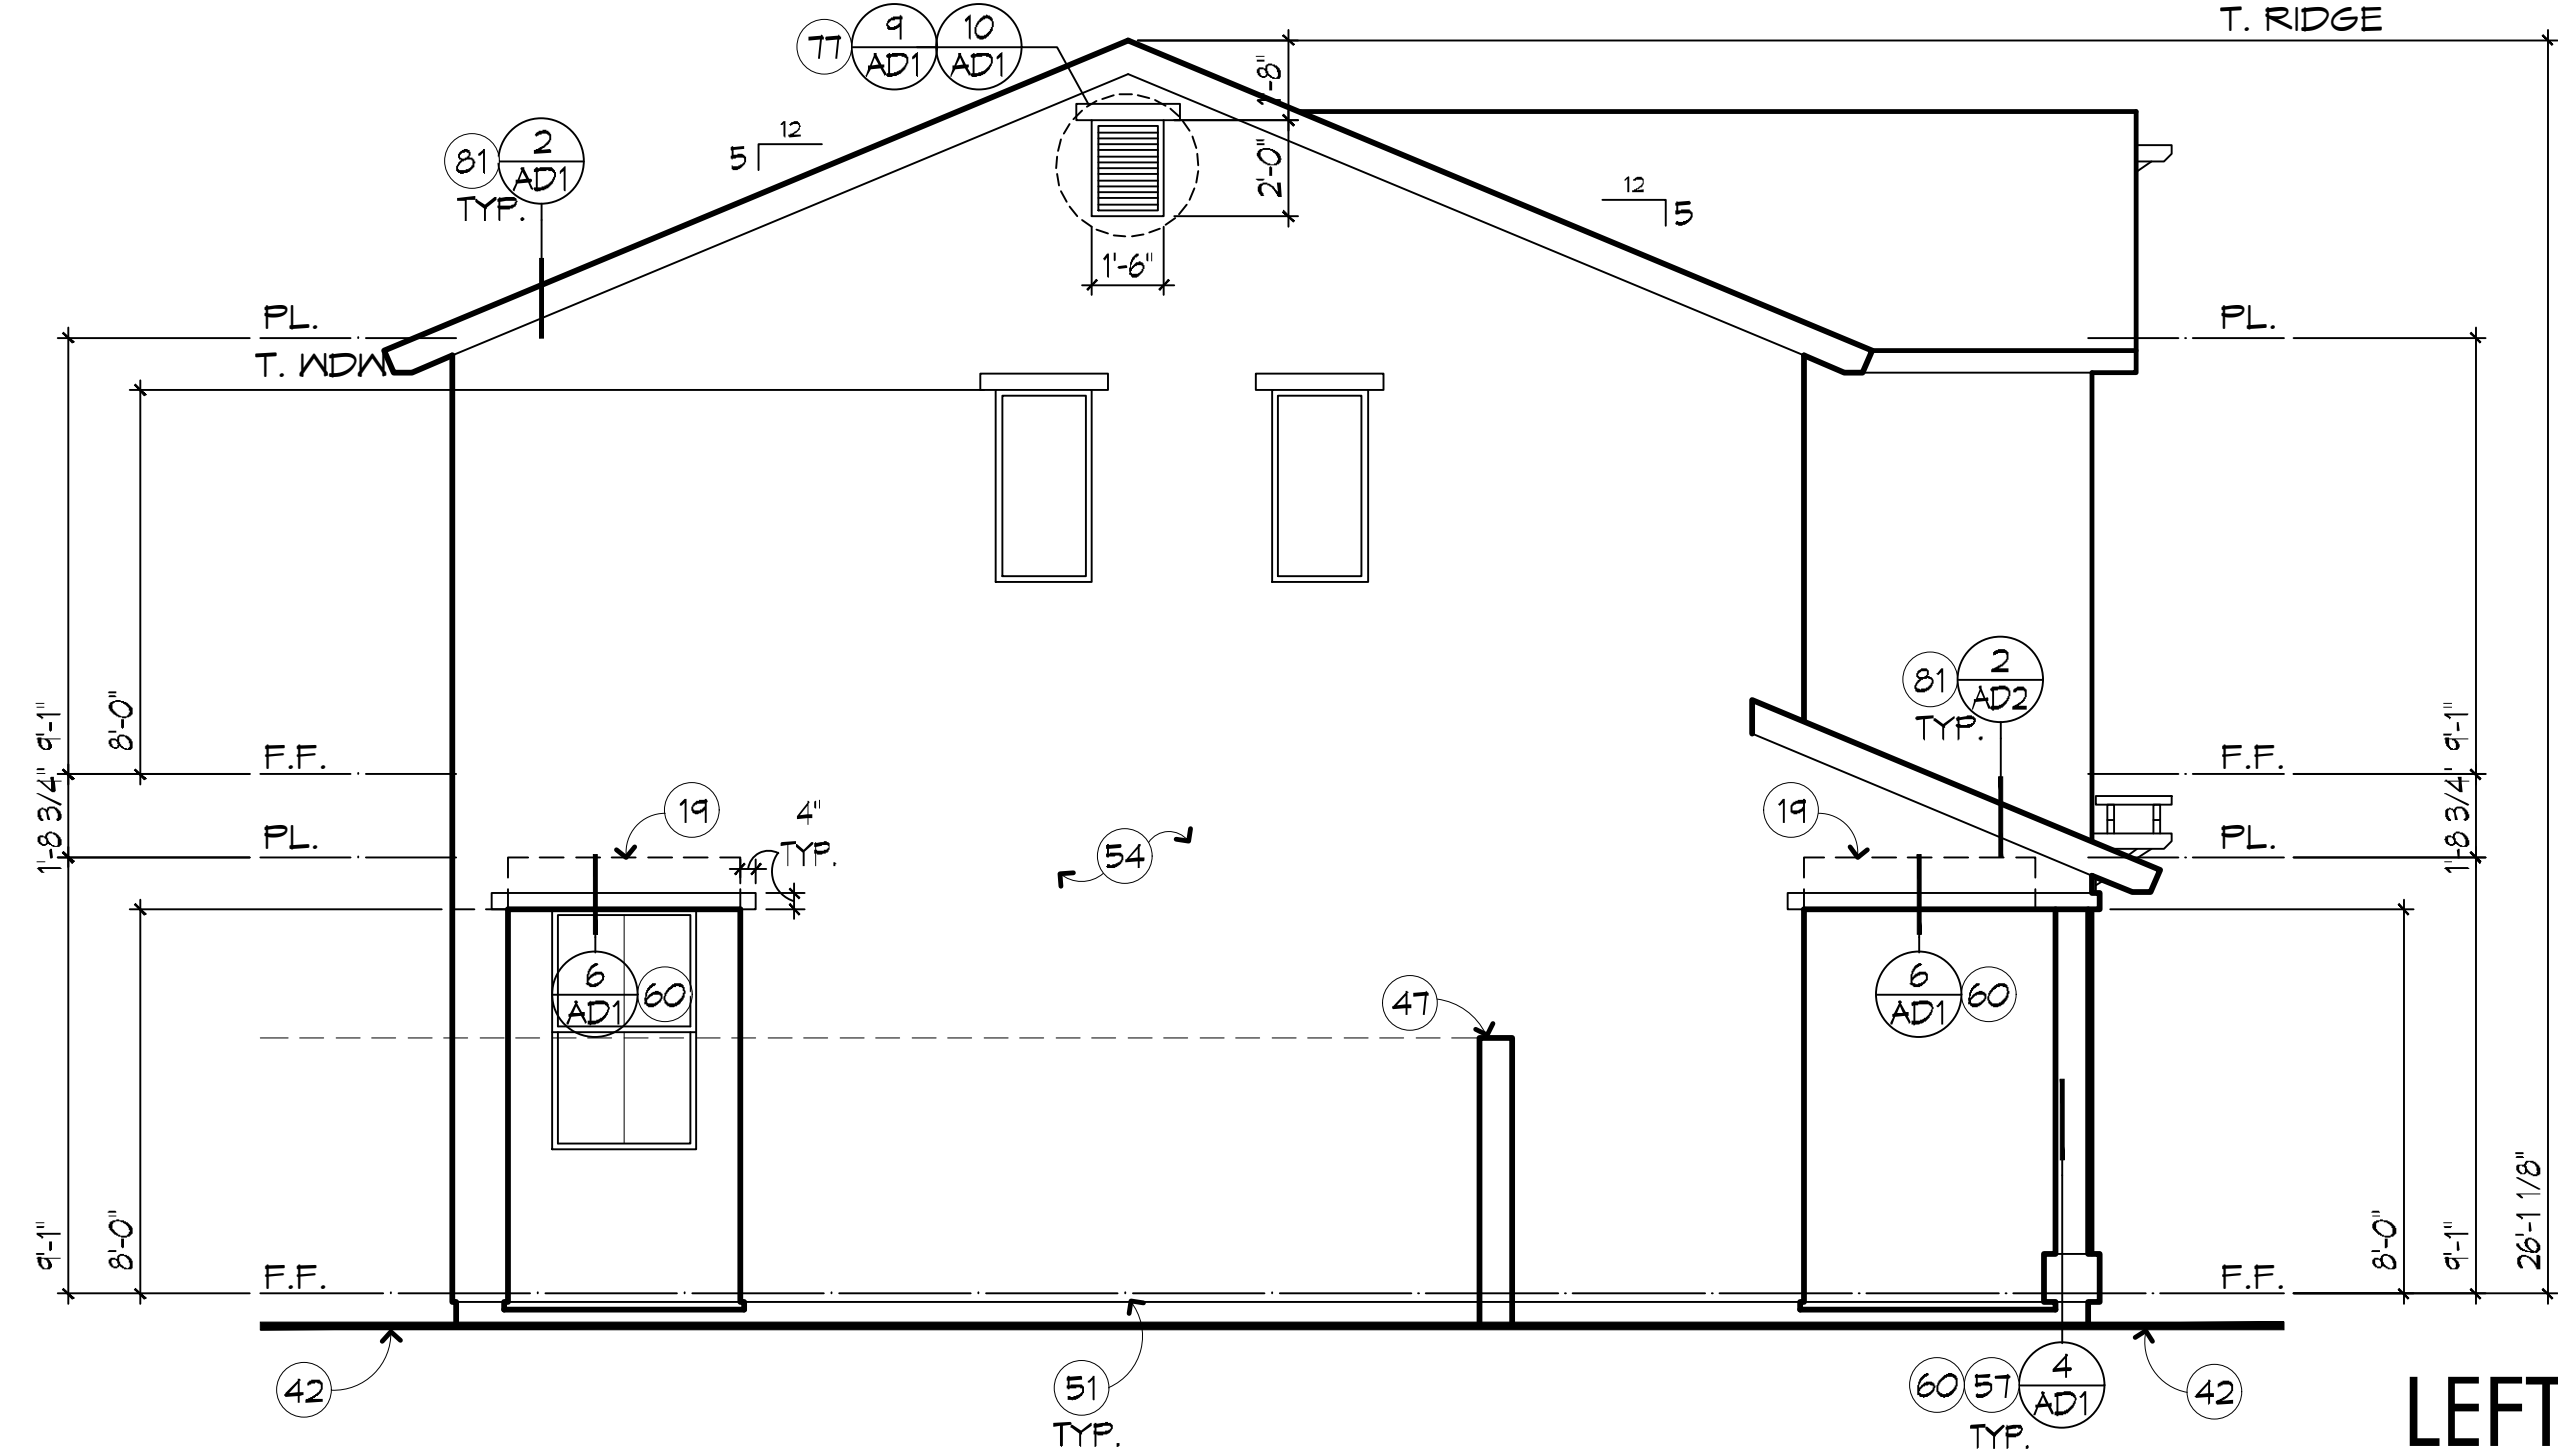 T. RIDGE
77
9
AD1
10
AD1
1'-8"
81
2
AD1
TYP.
5
12
2'-0"
12
5
1'-6"
PL.
PL.
T. WDW
81
2
AD2
TYP.
9'-1"
8'-0"
9'-1"
F.F.
F.F.
1'-8 3/4"
19
4"
TYP.
19
1'-8 3/4"
PL.
54
PL.
6
AD1
60
47
6
AD1
60
26'-1 1/8"
9'-1"
8'-0"
8'-0"
9'-1"
F.F.
F.F.
42
51
TYP.
60
57
4
AD1
TYP.
42
LEFT